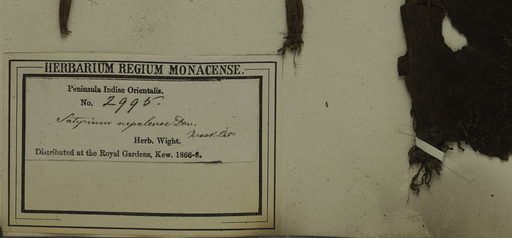 HERBARIUM REGIUM MONACENSE.
Peninsula Indiae Orientalis.
No. 2995.
Satyrium nepalense Don.
Herb. Wight.
Distributed at the Royal Gardens, Kew. 1866-8.